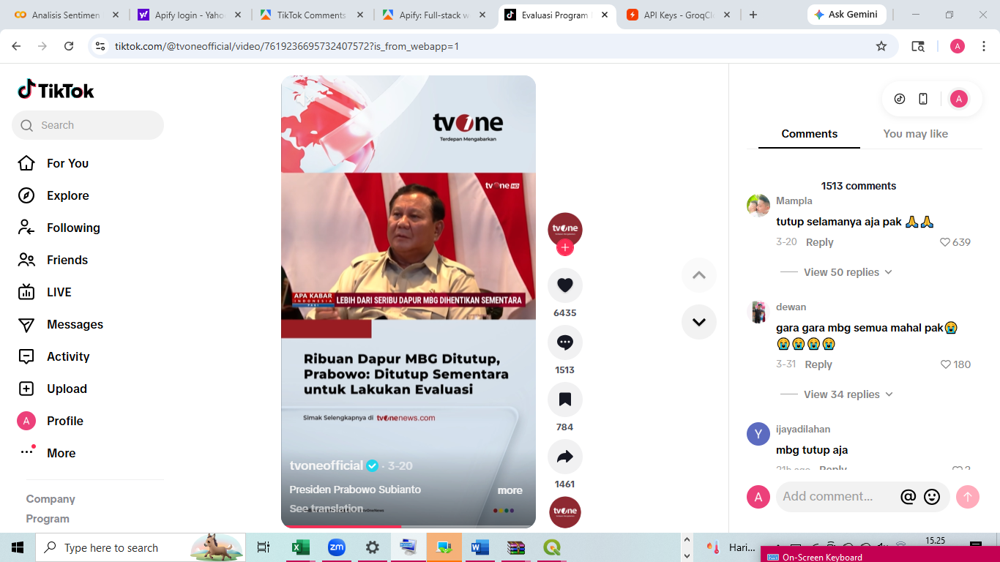 Analisis Sentimen
Apify login - Yaho
TikTok Comments
Apify: Full-stack w
Evaluasi Program
API Keys - GroqCl
Ask Gemini
tiktok.com/@tvoneofficial/video/7619236695732407572?is_from_webapp=1
A
TikTok
Search
For You
Explore
Following
Friends
LIVE
Messages
Activity
Upload
A Profile
More
Company
Program
tvOne
Terdepan Mengabarkan
tvOne HD
APA KABAR
INDONESIA
PAGI
LEBIH DARI SERIBU DAPUR MBG DIHENTIKAN SEMENTARA
Ribuan Dapur MBG Ditutup,
Prabowo: Ditutup Sementara
untuk Lakukan Evaluasi
Simak Selengkapnya di tvonenews.com
tvoneofficial · 3-20
Presiden Prabowo Subianto
more
See translation
tvOneNews
tvOne
6435
1513
784
1461
tvOne
A
Comments
You may like
1513 comments
Mampla
tutup selamanya aja pak 🙏🙏
3-20 Reply 639
View 50 replies
dewan
gara gara mbg semua mahal pak😭
😭😭😭😭
3-31 Reply 180
View 34 replies
Y
ijayadilahan
mbg tutup aja
21h ago Reply 2
A
Add comment...
Type here to search
zm
Hari...
15.25
On-Screen Keyboard